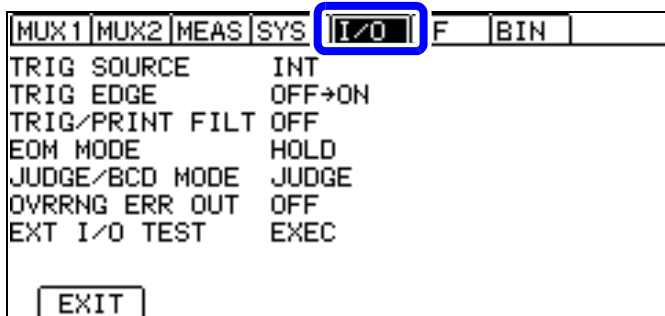 MUX1 MUX2 MEAS SYS I/O F BIN
TRIG SOURCE INT
TRIG EDGE OFF→ON
TRIG/PRINT FILT OFF
EOM MODE HOLD
JUDGE/BCD MODE JUDGE
OVRRNG ERR OUT OFF
EXT I/O TEST EXEC
EXIT